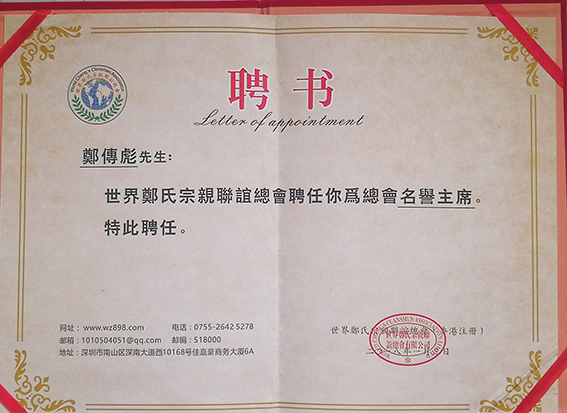 聘书
Letter of appointment
鄭傳彪先生:
世界鄭氏宗親聯誼總會聘任你爲總會名譽主席。
特此聘任。
网址: www.wz898.com 电话: 0755-2642 5278
邮箱: 1010504051@qq.com 邮编: 518000
地址: 深圳市南山区深南大道西10168号佳嘉豪商务大厦6A
世界鄭氏 港注册)